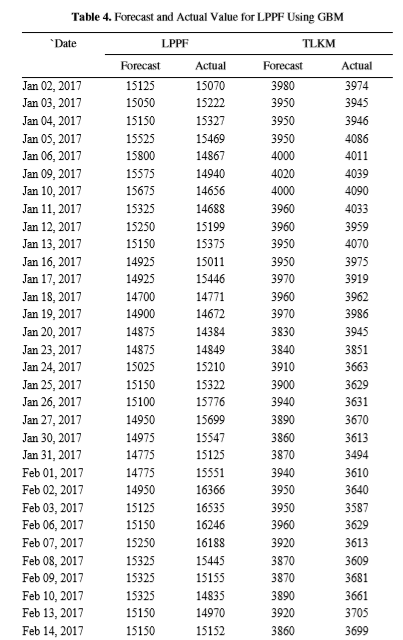 Table 4. Forecast and Actual Value for LPPF Using GBM
`Date LPPF TLKM
Forecast Actual Forecast Actual
Jan 02, 2017 15125 15070 3980 3974
Jan 03, 2017 15050 15222 3950 3945
Jan 04, 2017 15150 15327 3950 3946
Jan 05, 2017 15525 15469 3950 4086
Jan 06, 2017 15800 14867 4000 4011
Jan 09, 2017 15575 14940 4020 4039
Jan 10, 2017 15675 14656 4000 4090
Jan 11, 2017 15325 14688 3960 4033
Jan 12, 2017 15250 15199 3960 3959
Jan 13, 2017 15150 15375 3950 4070
Jan 16, 2017 14925 15011 3950 3975
Jan 17, 2017 14925 15446 3970 3919
Jan 18, 2017 14700 14771 3960 3962
Jan 19, 2017 14900 14672 3970 3986
Jan 20, 2017 14875 14384 3830 3945
Jan 23, 2017 14875 14849 3840 3851
Jan 24, 2017 15025 15210 3910 3663
Jan 25, 2017 15150 15322 3900 3629
Jan 26, 2017 15100 15776 3940 3631
Jan 27, 2017 14950 15699 3890 3670
Jan 30, 2017 14975 15547 3860 3613
Jan 31, 2017 14775 15125 3870 3494
Feb 01, 2017 14775 15551 3940 3610
Feb 02, 2017 14950 16366 3950 3640
Feb 03, 2017 15125 16535 3950 3587
Feb 06, 2017 15150 16246 3960 3629
Feb 07, 2017 15250 16188 3920 3613
Feb 08, 2017 15325 15445 3870 3609
Feb 09, 2017 15325 15155 3870 3681
Feb 10, 2017 15325 14835 3890 3661
Feb 13, 2017 15150 14970 3920 3705
Feb 14, 2017 15150 15152 3860 3699